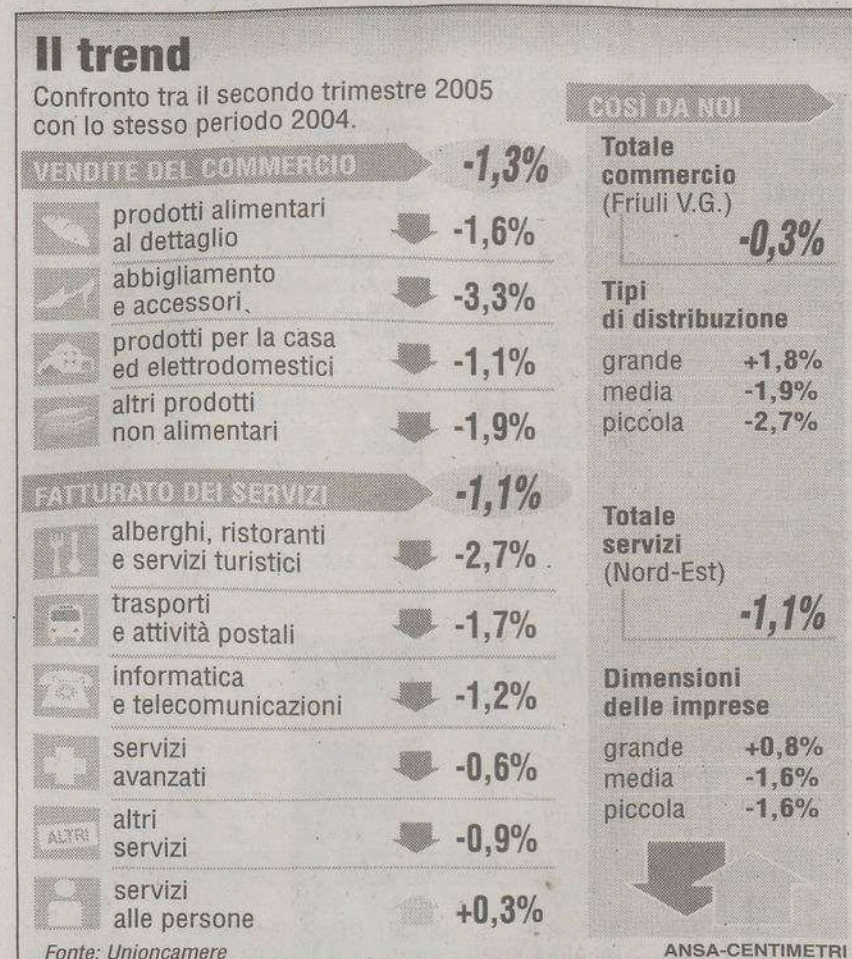 Il trend
Confronto tra il secondo trimestre 2005
con lo stesso periodo 2004.
VENDITE DEL COMMERCIO -1,3%
prodotti alimentari
al dettaglio -1,6%
abbigliamento
e accessori, -3,3%
prodotti per la casa
ed elettrodomestici -1,1%
altri prodotti
non alimentari -1,9%
FATTURATO DEI SERVIZI -1,1%
alberghi, ristoranti
e servizi turistici -2,7%
trasporti
e attività postali -1,7%
informatica
e telecomunicazioni -1,2%
servizi
avanzati -0,6%
ALTRI
altri
servizi -0,9%
servizi
alle persone +0,3%
Fonte: Unioncamere
COSÌ DA NOI
Totale
commercio
(Friuli V.G.)
-0,3%
Tipi
di distribuzione
grande +1,8%
media -1,9%
piccola -2,7%
Totale
servizi
(Nord-Est)
-1,1%
Dimensioni
delle imprese
grande +0,8%
media -1,6%
piccola -1,6%
ANSA-CENTIMETRI